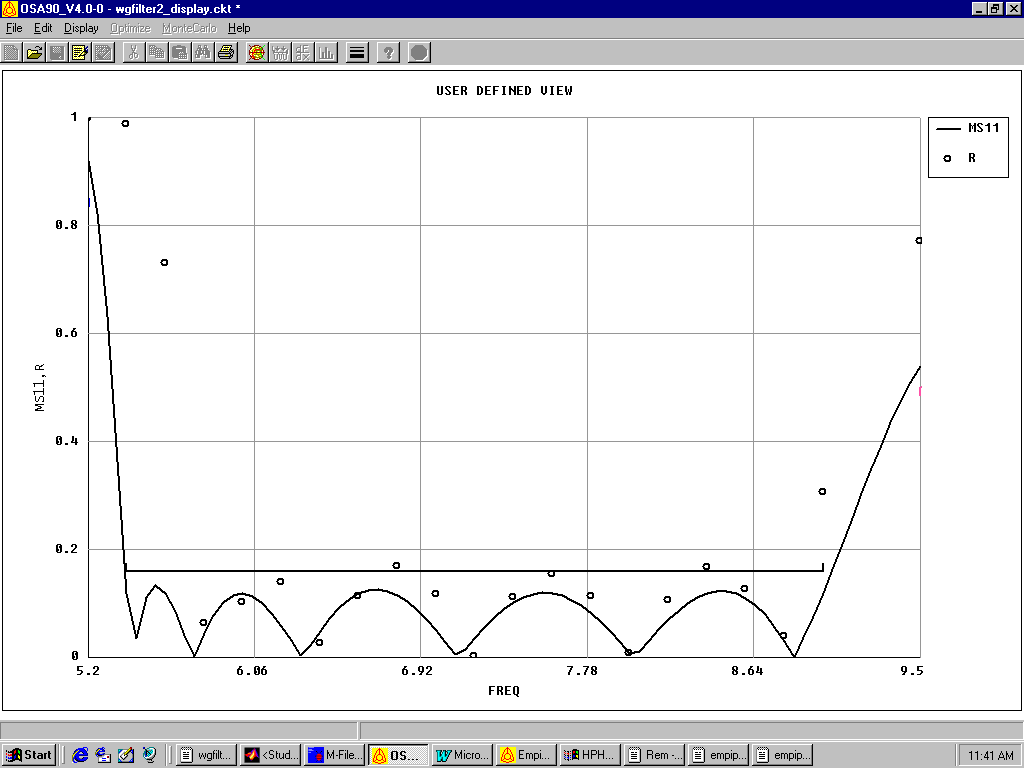 OSA90_V4.0-0 - wgfilter2_display.ckt *
File Edit Display Optimize MonteCarlo Help
USER DEFINED VIEW
MS11
R
1
0.8
0.6
0.4
0.2
0
MS11,R
5.2 6.06 6.92 7.78 8.64 9.5
FREQ
Start wgfilt... <Stud... M-File... OS... Micro... Empi... HPH... Rem -... empip... empip... 11:41 AM